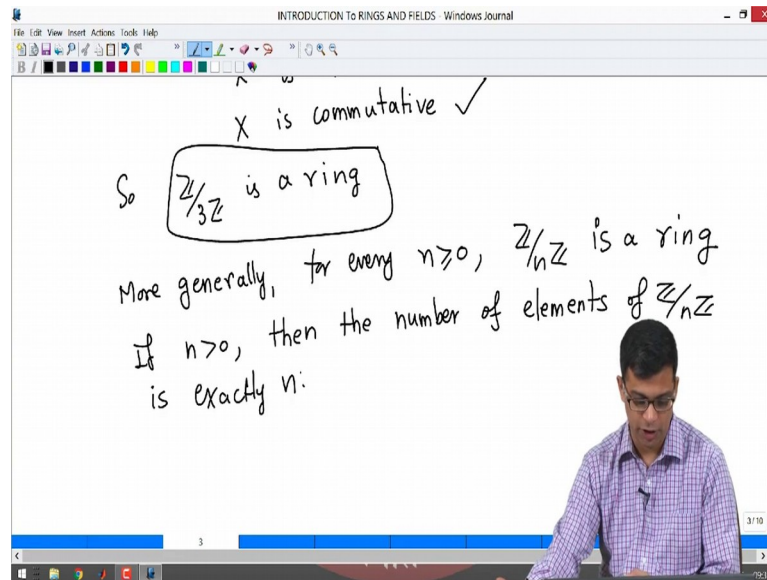 INTRODUCTION To RINGS AND FIELDS - Windows Journal
File Edit View Insert Actions Tools Help
B I
X is
X is commutative ✓
So ℤ/3ℤ is a ring
More generally, for every n⩾0, ℤ/nℤ is a ring
If n>0, then the number of elements of ℤ/nℤ
is exactly n:
3
3/10